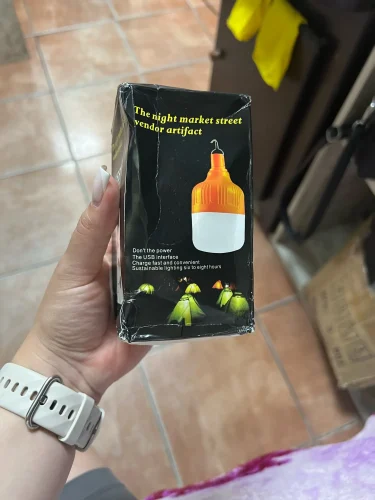 The night market street
vendor artifact
Don't the power
The USB interface
Charge fast and convenient
Sustainable lighting six to eight hours